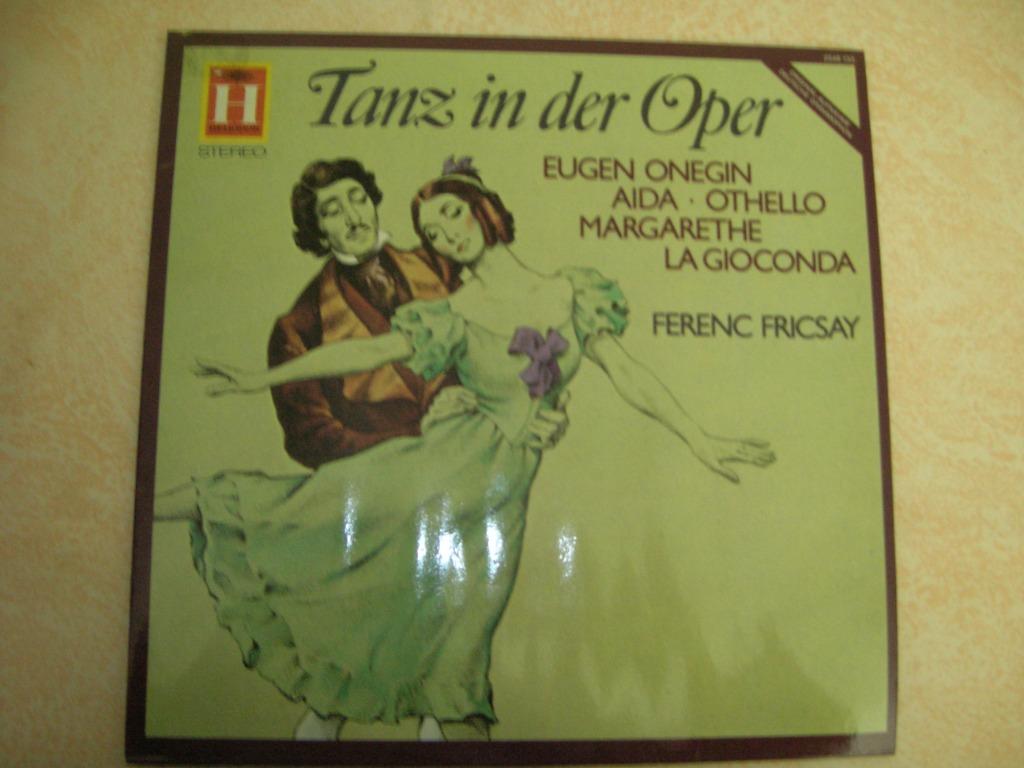 H
STEREO
Tanz in der Oper
EUGEN ONEGIN
AIDA · OTHELLO
MARGARETHE
LA GIOCONDA
FERENC FRICSAY